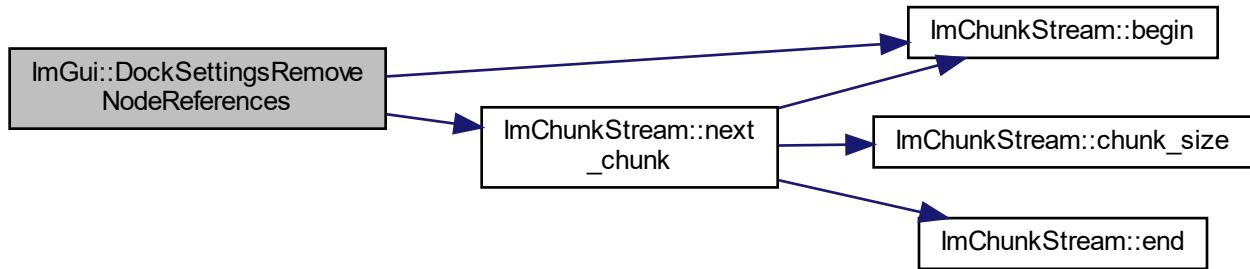 ImGui::DockSettingsRemove
NodeReferences
ImChunkStream::next
_chunk
ImChunkStream::begin
ImChunkStream::chunk_size
ImChunkStream::end